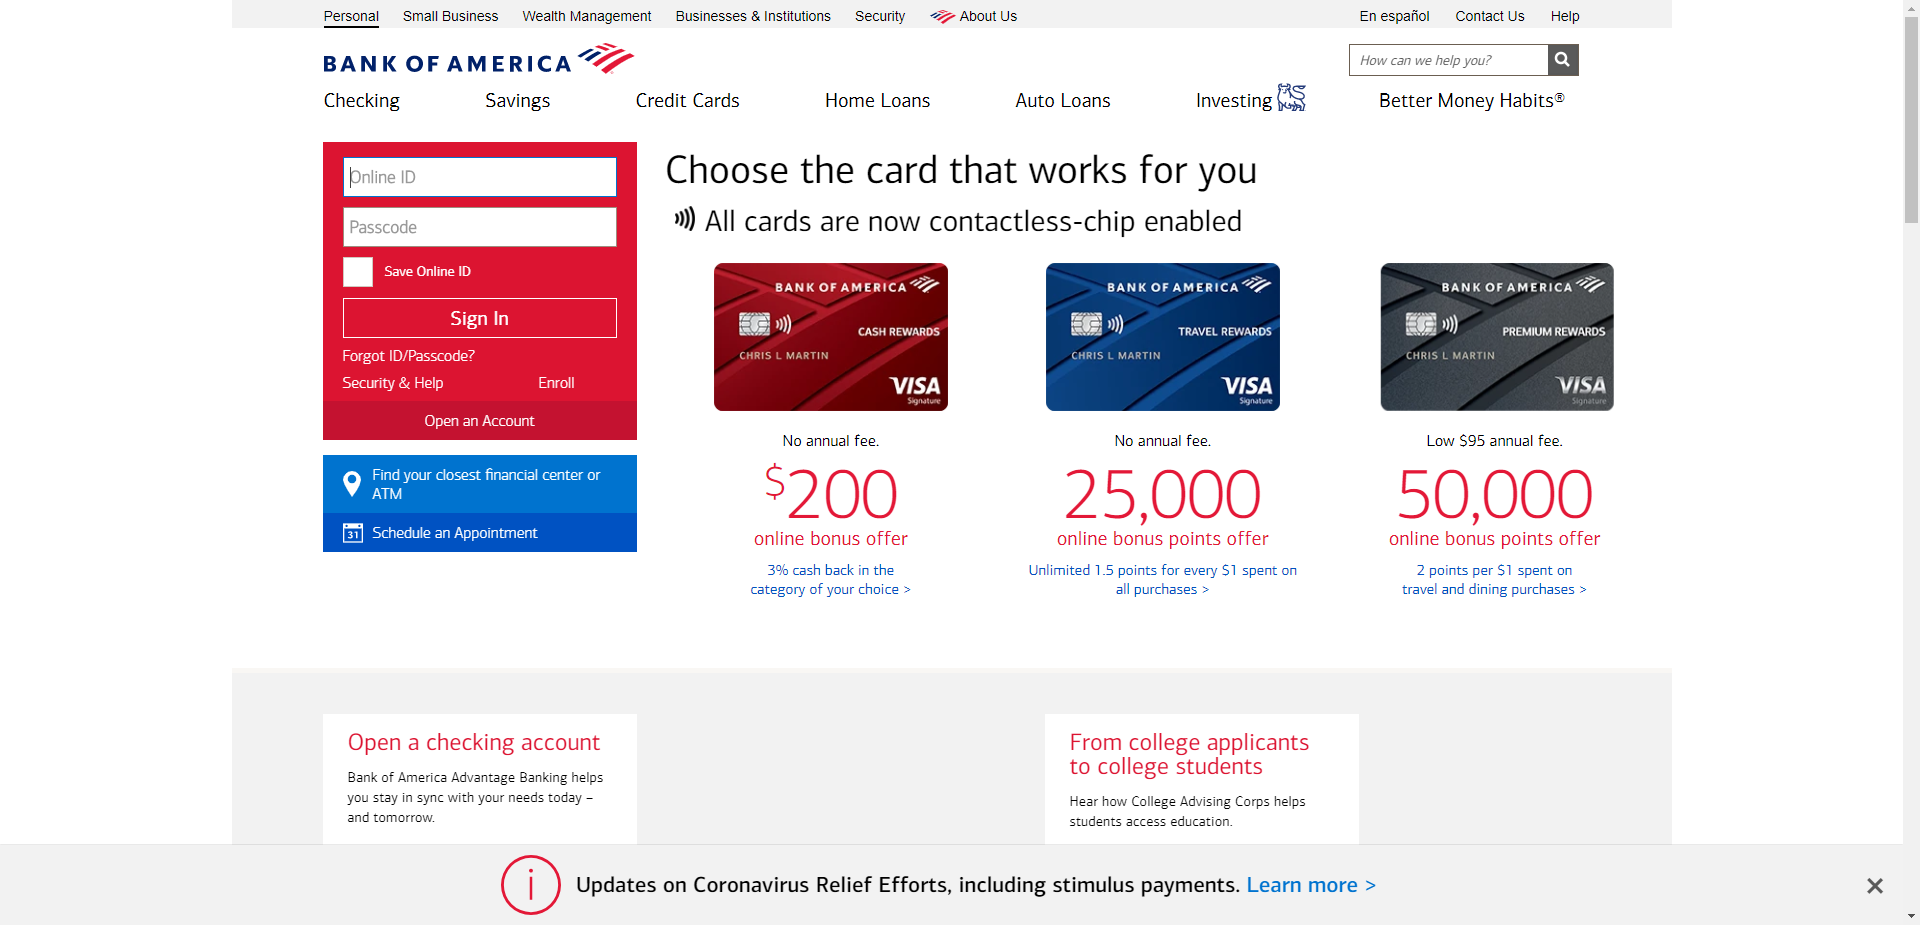 Personal Small Business Wealth Management Businesses & Institutions Security About Us En español Contact Us Help
BANK OF AMERICA
How can we help you?
Checking Savings Credit Cards Home Loans Auto Loans Investing Better Money Habits®
Online ID
Passcode
Save Online ID
Sign In
Forgot ID/Passcode?
Security & Help Enroll
Open an Account
Find your closest financial center or
ATM
31 Schedule an Appointment
Choose the card that works for you
All cards are now contactless-chip enabled
BANK OF AMERICA
CASH REWARDS
CHRIS L MARTIN
VISA
Signature
No annual fee.
$200
online bonus offer
3% cash back in the
category of your choice >
BANK OF AMERICA
TRAVEL REWARDS
CHRIS L MARTIN
VISA
Signature
No annual fee.
25,000
online bonus points offer
Unlimited 1.5 points for every $1 spent on
all purchases >
BANK OF AMERICA
PREMIUM REWARDS
CHRIS L MARTIN
VISA
Signature
Low $95 annual fee.
50,000
online bonus points offer
2 points per $1 spent on
travel and dining purchases >
Open a checking account
Bank of America Advantage Banking helps
you stay in sync with your needs today –
and tomorrow.
From college applicants
to college students
Hear how College Advising Corps helps
students access education.
Updates on Coronavirus Relief Efforts, including stimulus payments. Learn more >